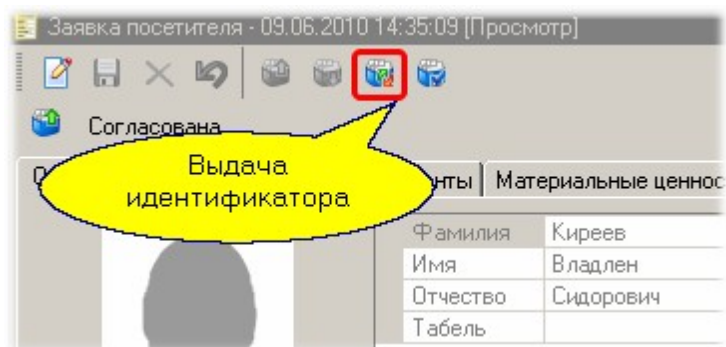 Заявка посетителя - 09.06.2010 14:35:09 [Просмотр]
Согласована
Выдача
идентификатора
Материальные ценнос
Фамилия Киреев
Имя Владлен
Отчество Сидорович
Табель